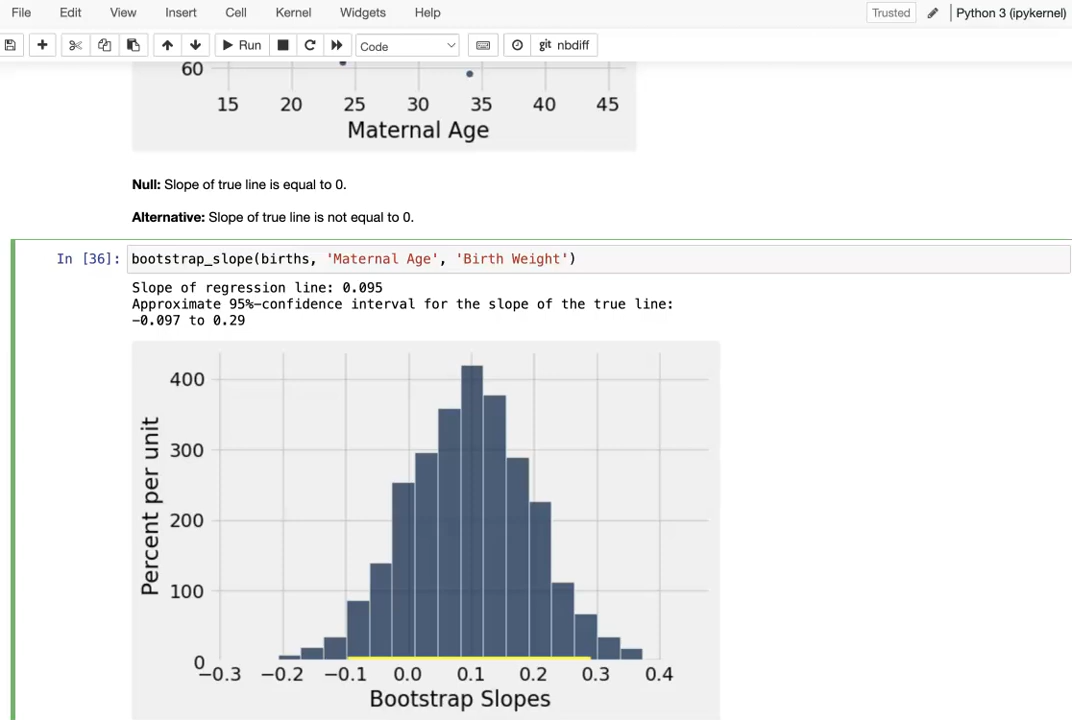 File Edit View Insert Cell Kernel Widgets Help Trusted Python 3 (ipykernel)
Run Code git nbdiff
60
15 20 25 30 35 40 45
Maternal Age
Null: Slope of true line is equal to 0.
Alternative: Slope of true line is not equal to 0.
In [36]: bootstrap_slope(births, 'Maternal Age', 'Birth Weight')
Slope of regression line: 0.095
Approximate 95%-confidence interval for the slope of the true line:
-0.097 to 0.29
Percent per unit
400
300
200
100
0
−0.3 −0.2 −0.1 0.0 0.1 0.2 0.3 0.4
Bootstrap Slopes